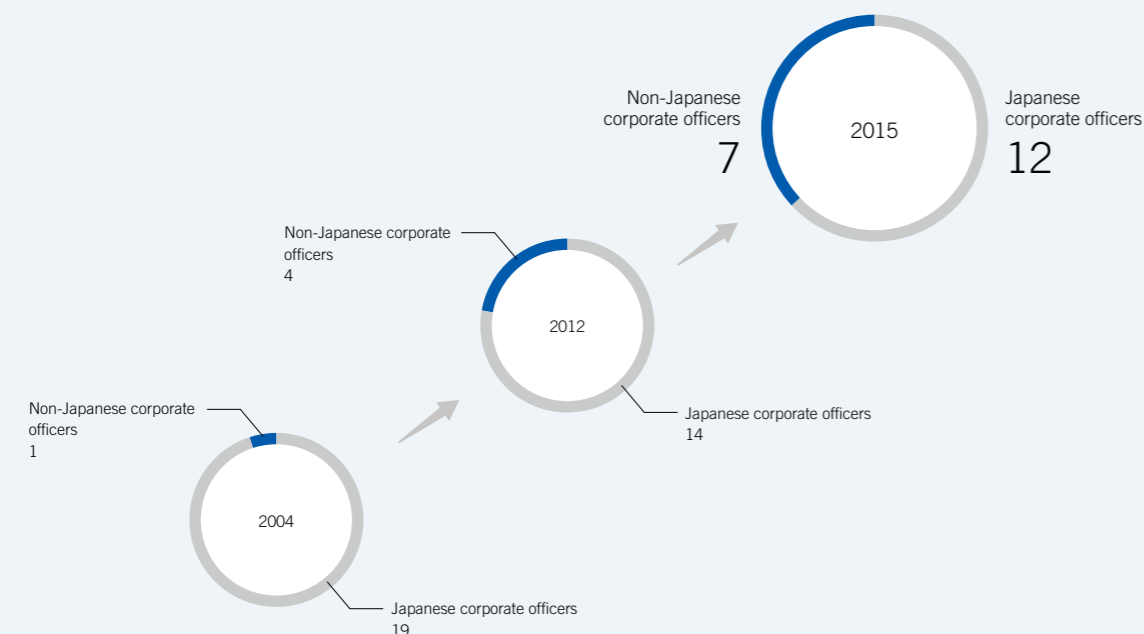 Non-Japanese
corporate officers
7
2015
Japanese
corporate officers
12
Non-Japanese corporate
officers
4
2012
Japanese corporate officers
14
Non-Japanese corporate
officers
1
2004
Japanese corporate officers
19